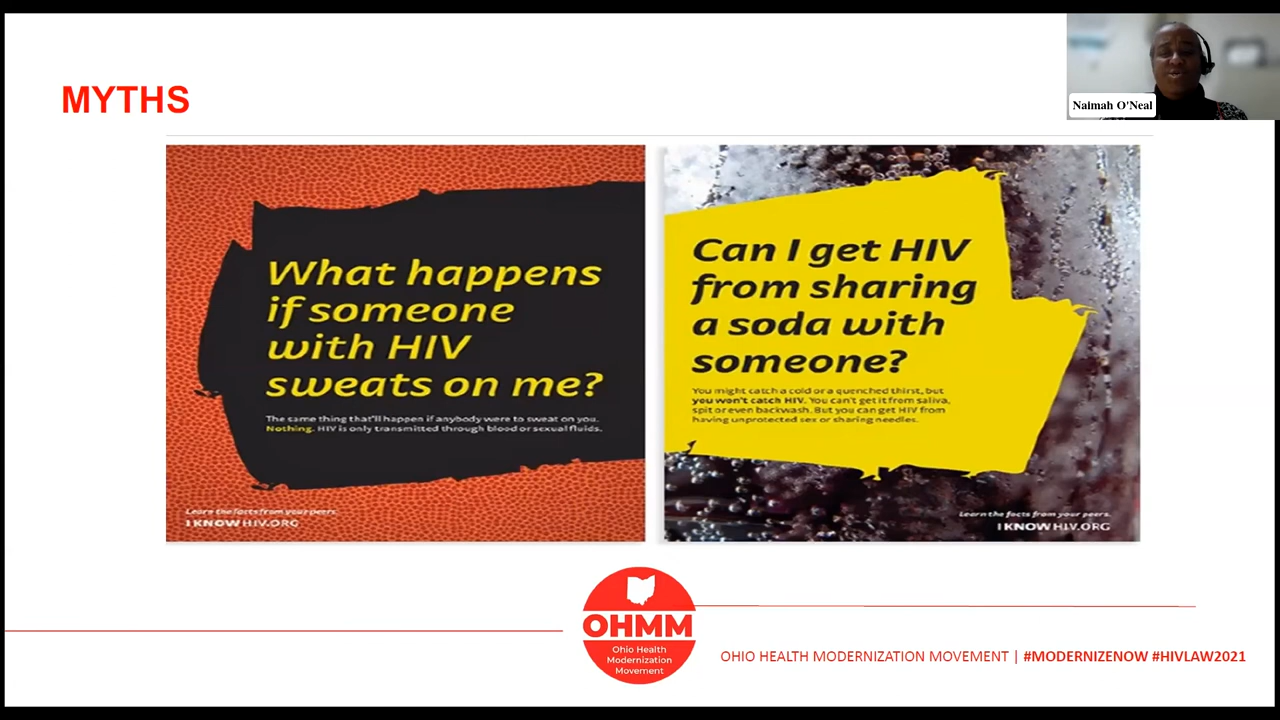 MYTHS
Naimah O'Neal
What happens
if someone
with HIV
sweats on me?
The same thing that'll happen if anybody were to sweat on you.
Nothing. HIV is only transmitted through blood or sexual fluids.
Learn the facts from your peers.
I KNOW HIV.ORG
Can I get HIV
from sharing
a soda with
someone?
You might catch a cold or a quenched thirst, but
you won't catch HIV. You can't get it from saliva,
spit or even backwash. But you can get HIV from
having unprotected sex or sharing needles.
Learn the facts from your peers.
I KNOW HIV.ORG
OHMM
Ohio Health
Modernization
Movement
OHIO HEALTH MODERNIZATION MOVEMENT | #MODERNIZENOW #HIVLAW2021